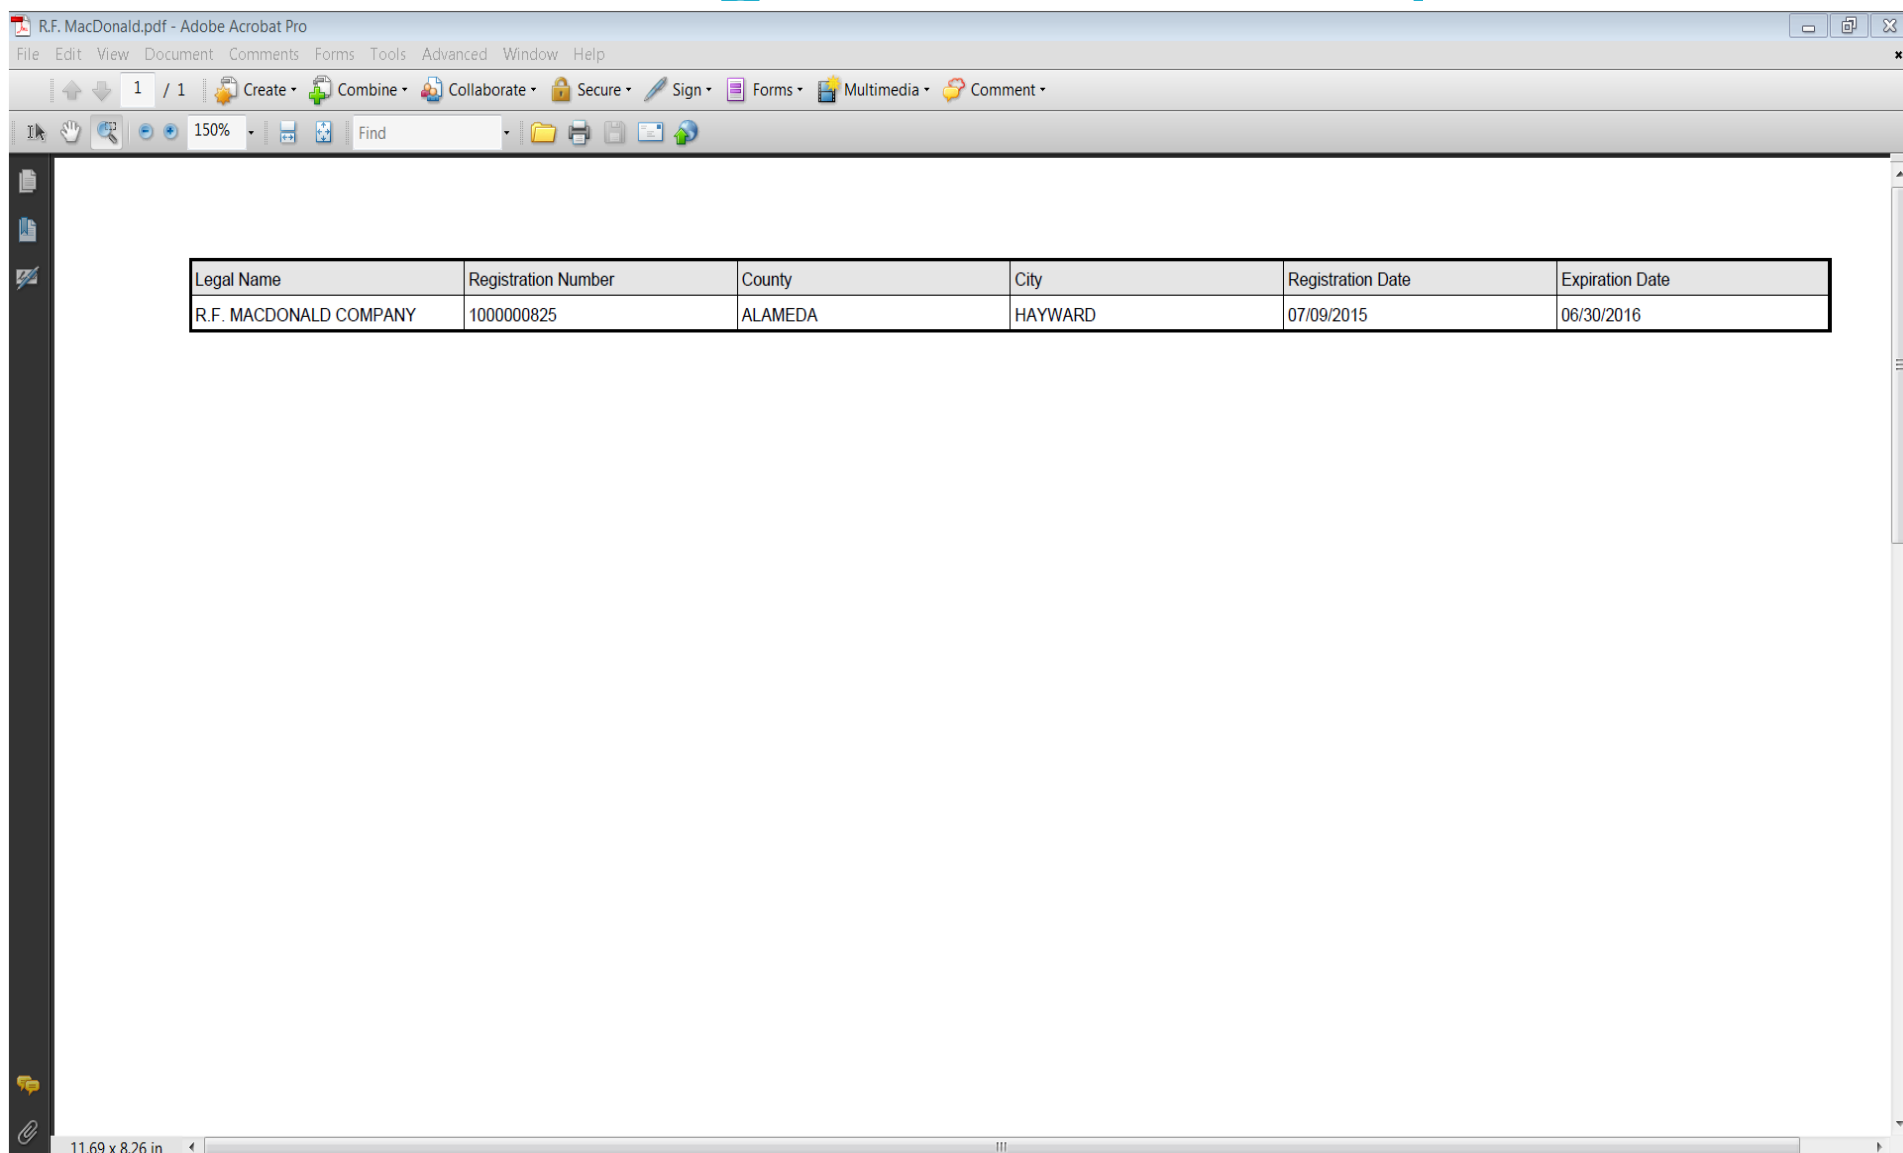 R.F. MacDonald.pdf - Adobe Acrobat Pro
File Edit View Document Comments Forms Tools Advanced Window Help
1 / 1 Create Combine Collaborate Secure Sign Forms Multimedia Comment
150% Find
Legal Name Registration Number County City Registration Date Expiration Date
R.F. MACDONALD COMPANY 1000000825 ALAMEDA HAYWARD 07/09/2015 06/30/2016
11.69 x 8.26 in